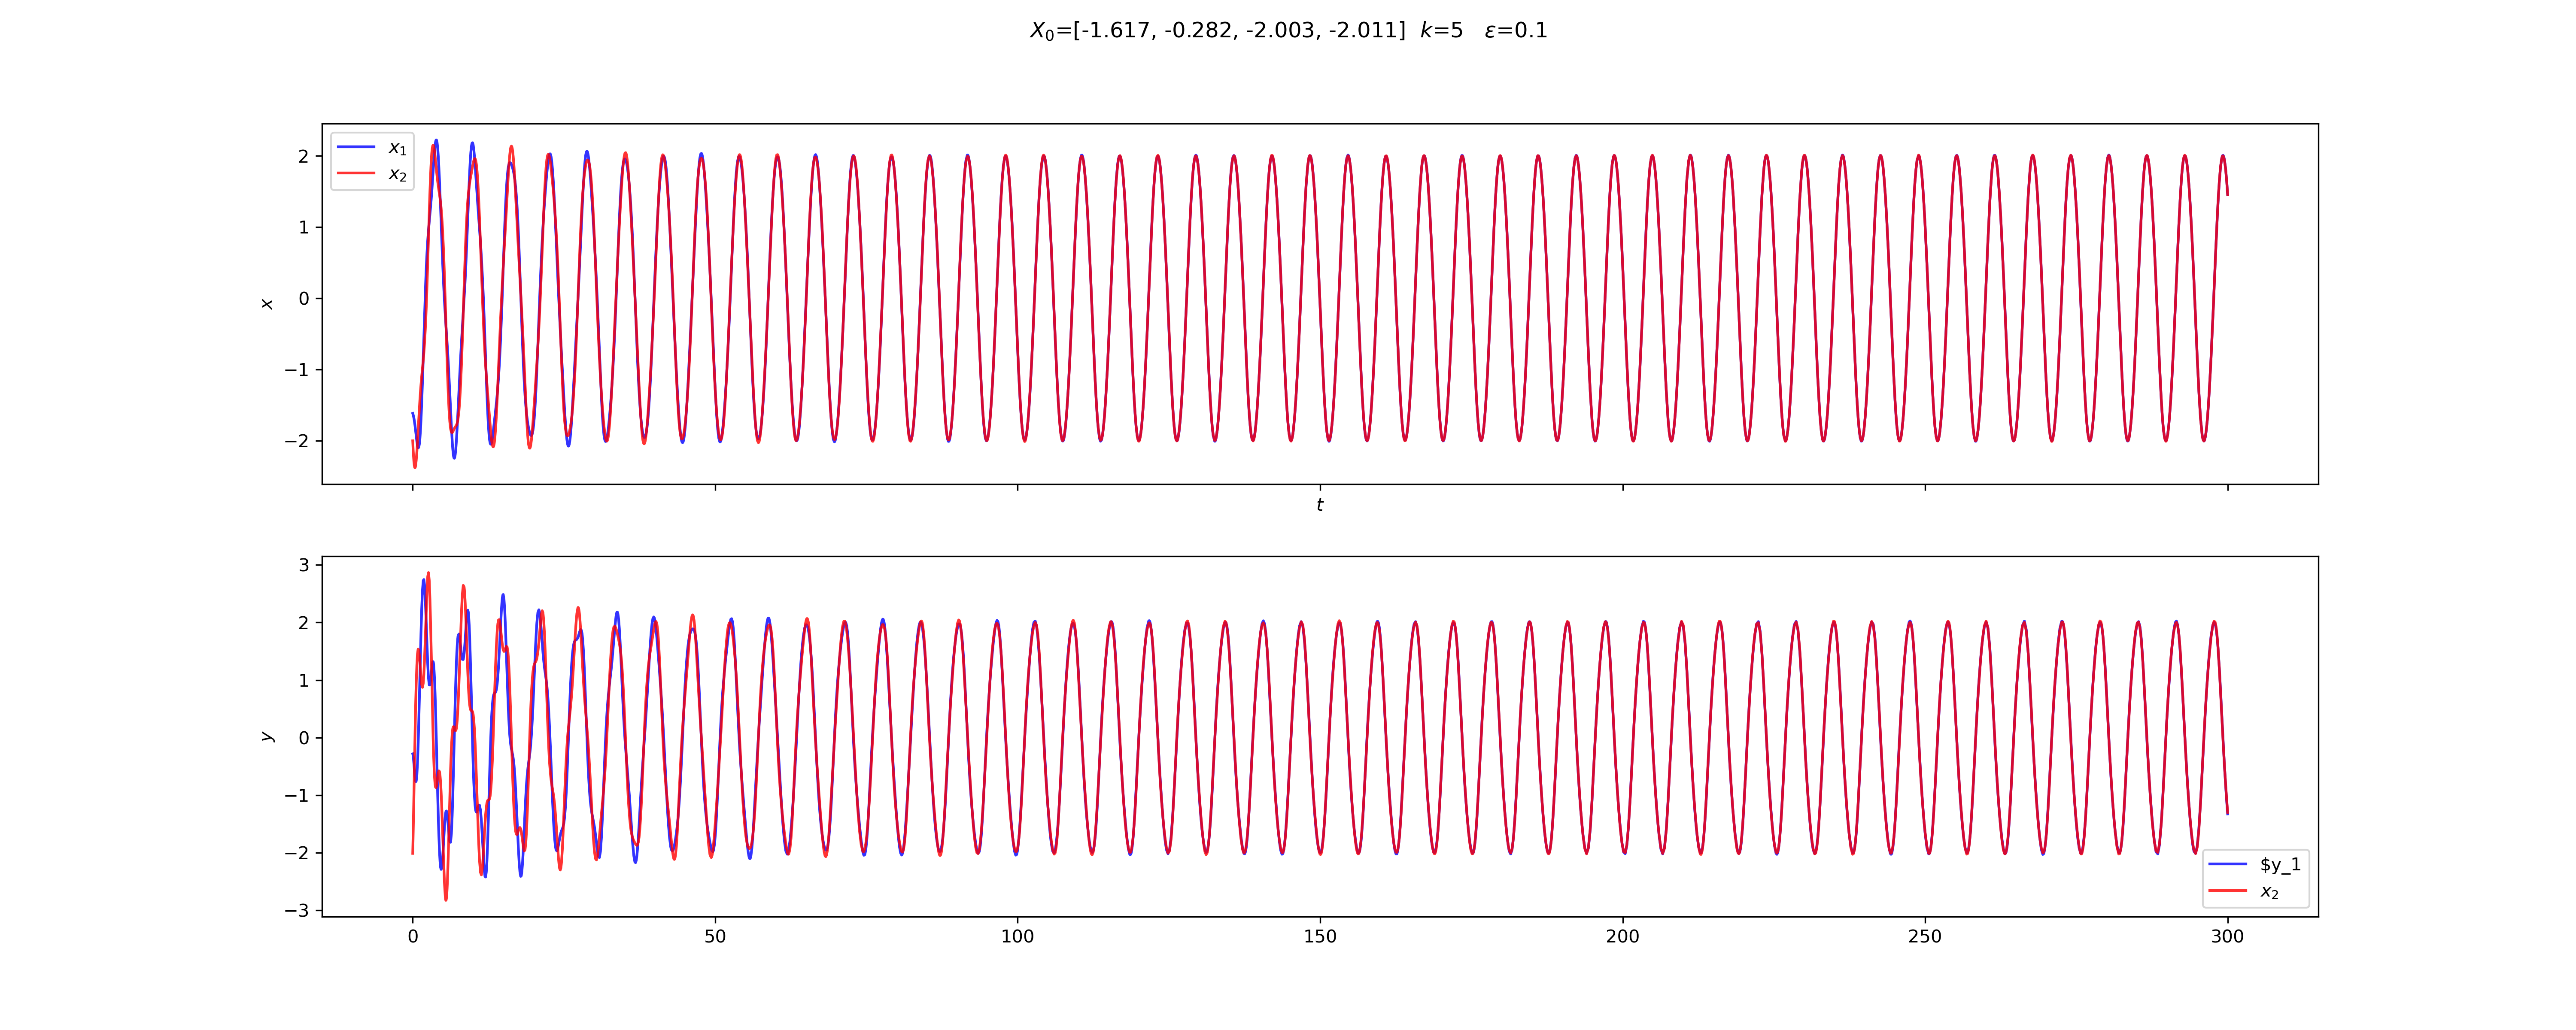 X₀=[-1.617, -0.282, -2.003, -2.011] k=5 ε=0.1
x₁
x₂
2
1
0
−1
−2
x
t
3
2
1
0
−1
−2
−3
y
$y_1
x₂
0 50 100 150 200 250 300